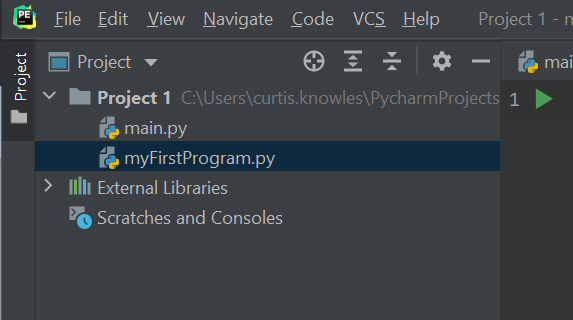 PE File Edit View Navigate Code VCS Help Project 1 -
Project
Project
Project 1 C:\Users\curtis.knowles\PycharmProjects
main.py
myFirstProgram.py
External Libraries
Scratches and Consoles
1